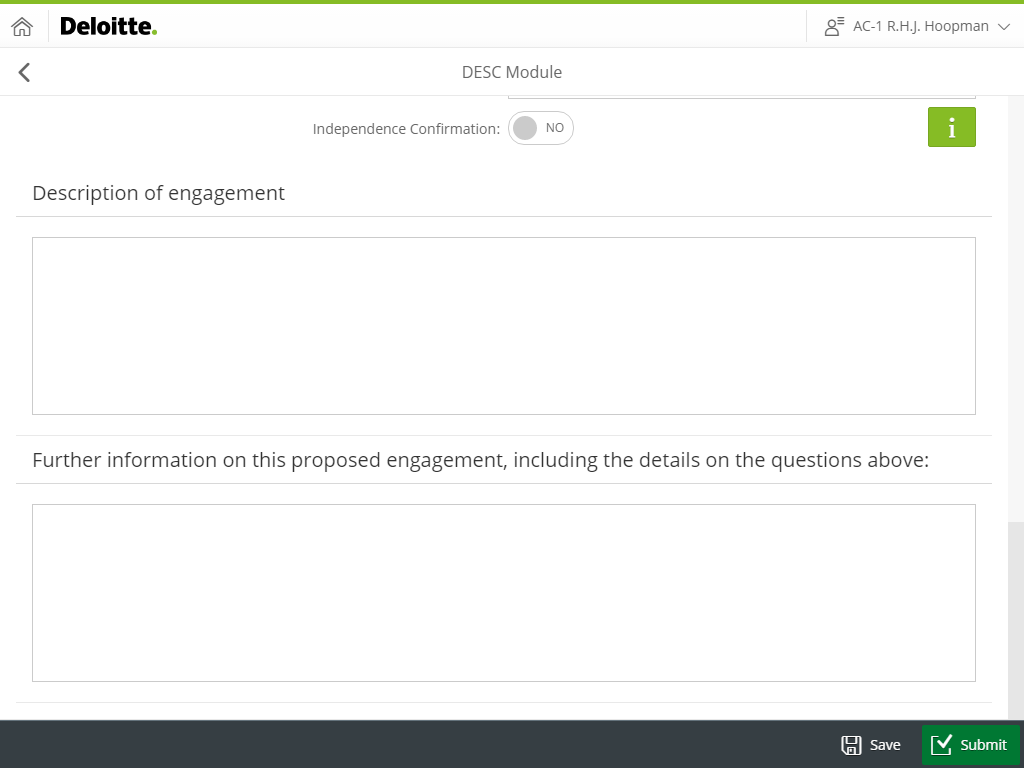 Deloitte.
AC-1 R.H.J. Hoopman
DESC Module
Independence Confirmation:
NO
i
Description of engagement
Further information on this proposed engagement, including the details on the questions above:
Save
Submit